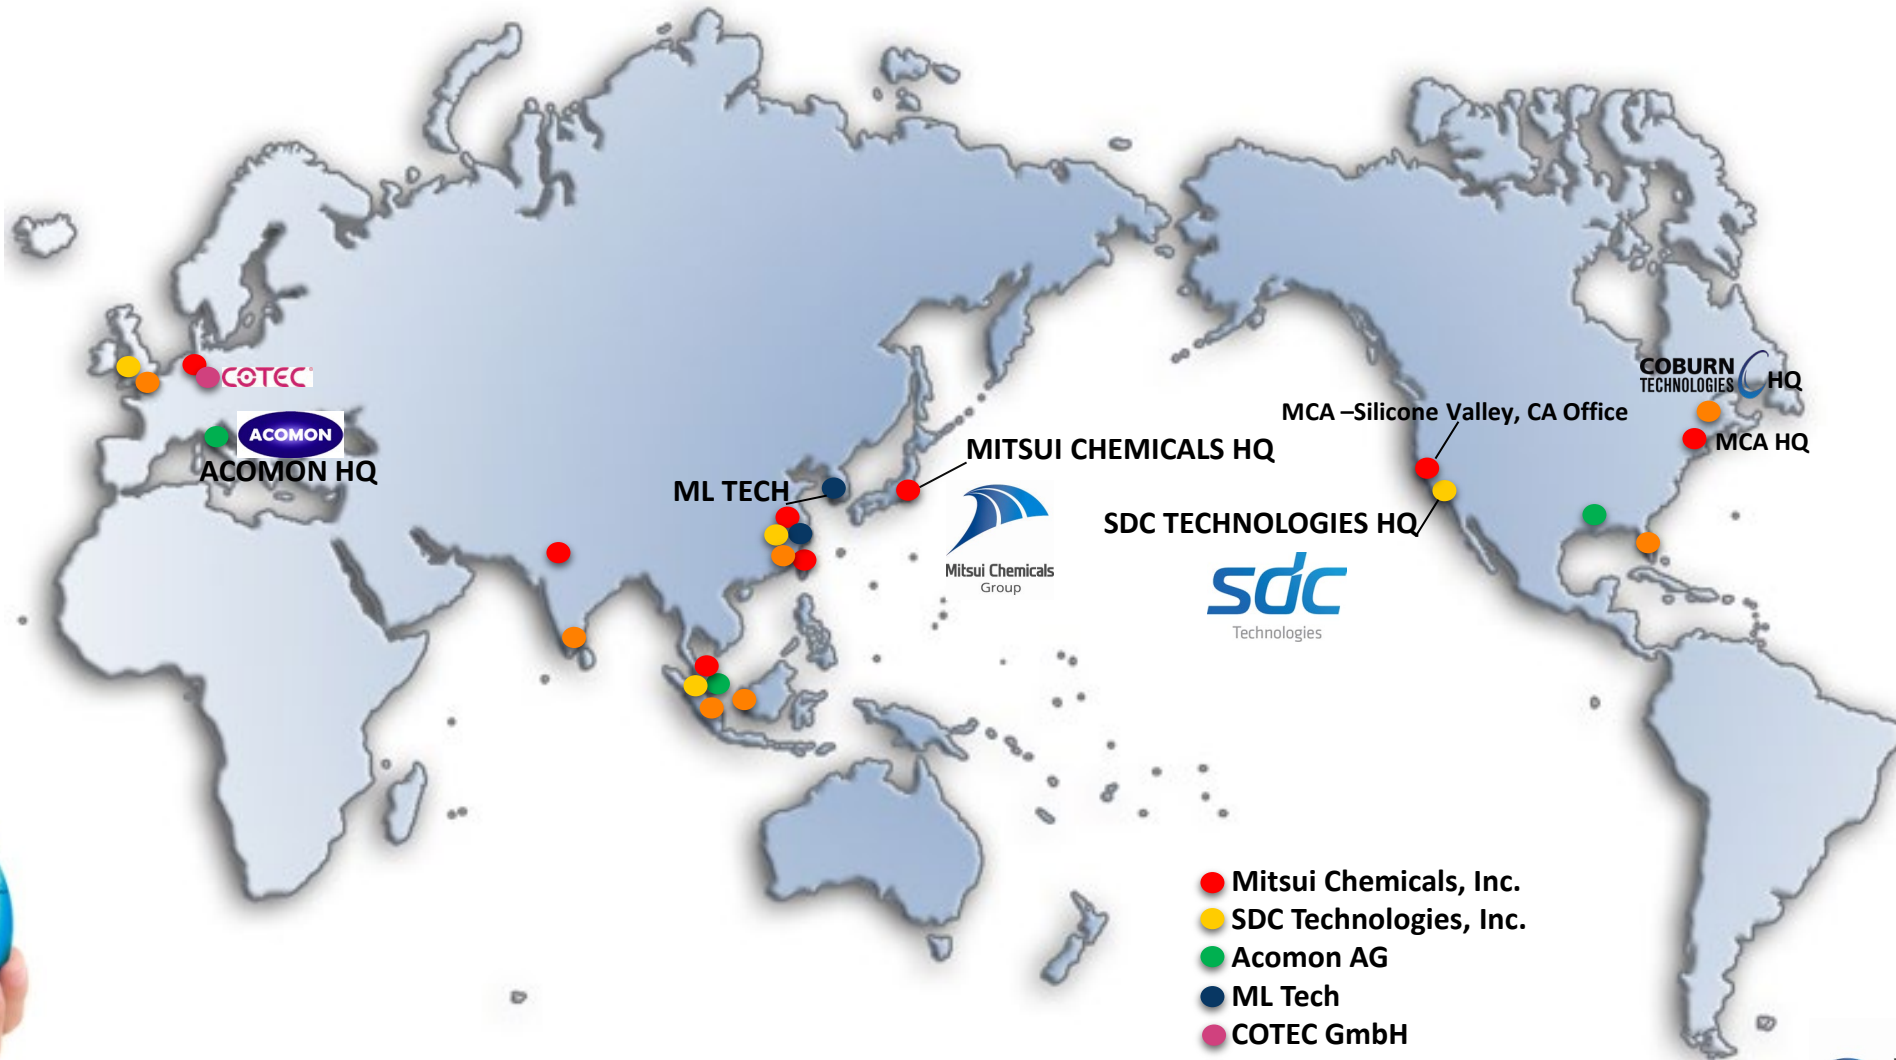 COTEC
ACOMON
ACOMON HQ
ML TECH
MITSUI CHEMICALS HQ
Mitsui Chemicals
Group
SDC TECHNOLOGIES HQ
sdc
Technologies
MCA –Silicone Valley, CA Office
COBURN
TECHNOLOGIES
HQ
MCA HQ
Mitsui Chemicals, Inc.
SDC Technologies, Inc.
Acomon AG
ML Tech
COTEC GmbH